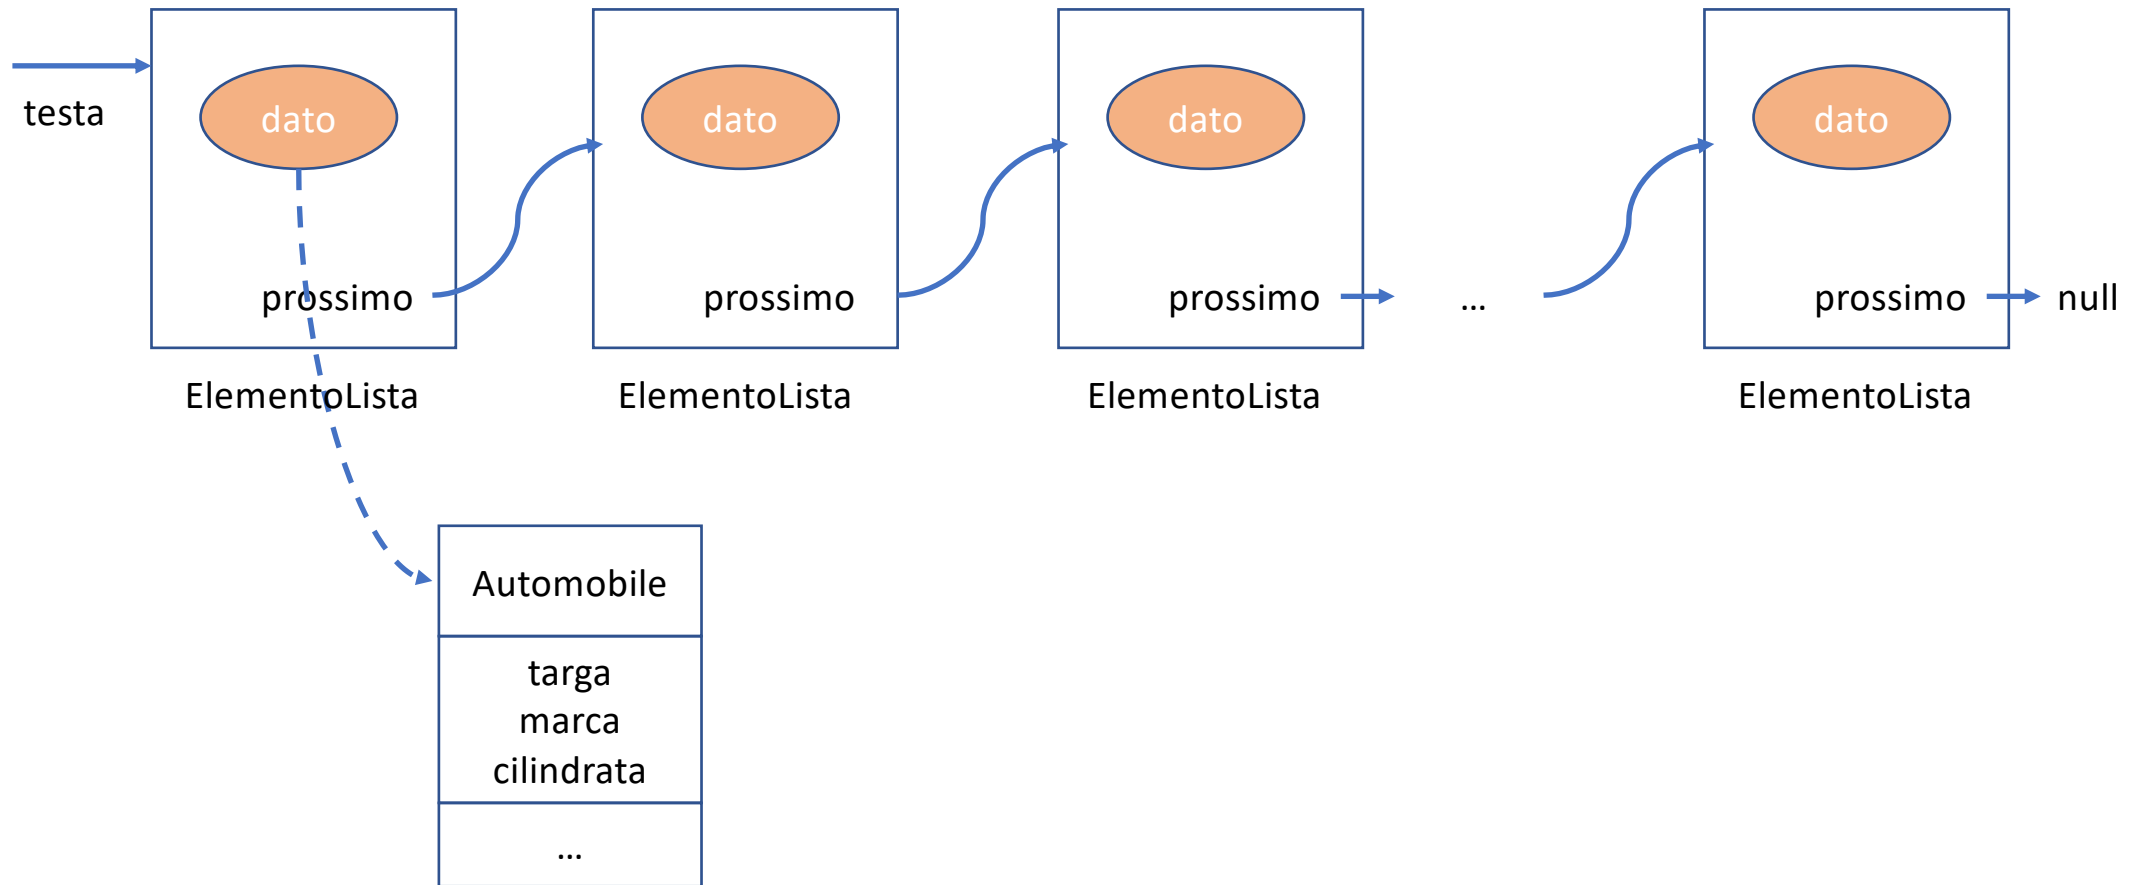 testa
dato
dato
dato
dato
prossimo
prossimo
prossimo
...
prossimo
null
ElementoLista
ElementoLista
ElementoLista
ElementoLista
Automobile
targa
marca
cilindrata
...